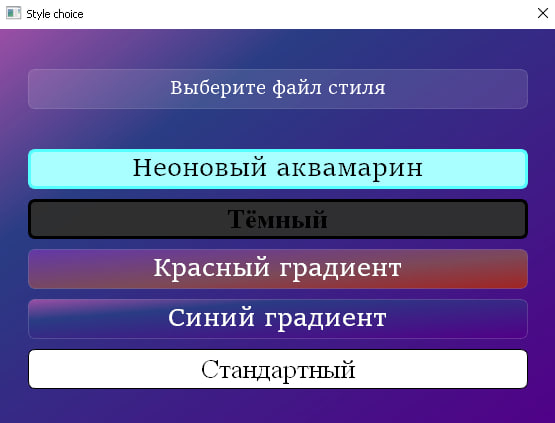 Style choice
Выберите файл стиля
Неоновый аквамарин
Тёмный
Красный градиент
Синий градиент
Стандартный